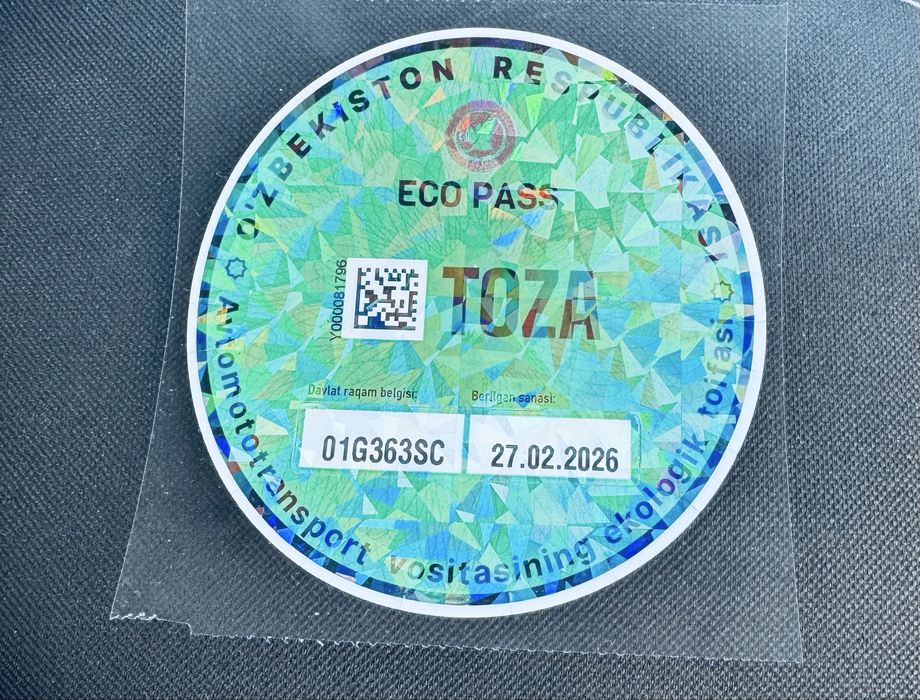 O'ZBEKISTON RESPUBLIKASI
ECO PASS
Y000081796
TOZA
Davlat raqam belgisi:
Berilgan sanasi:
01G363SC
27.02.2026
Avtomototransport vositasining ekologik toifasi